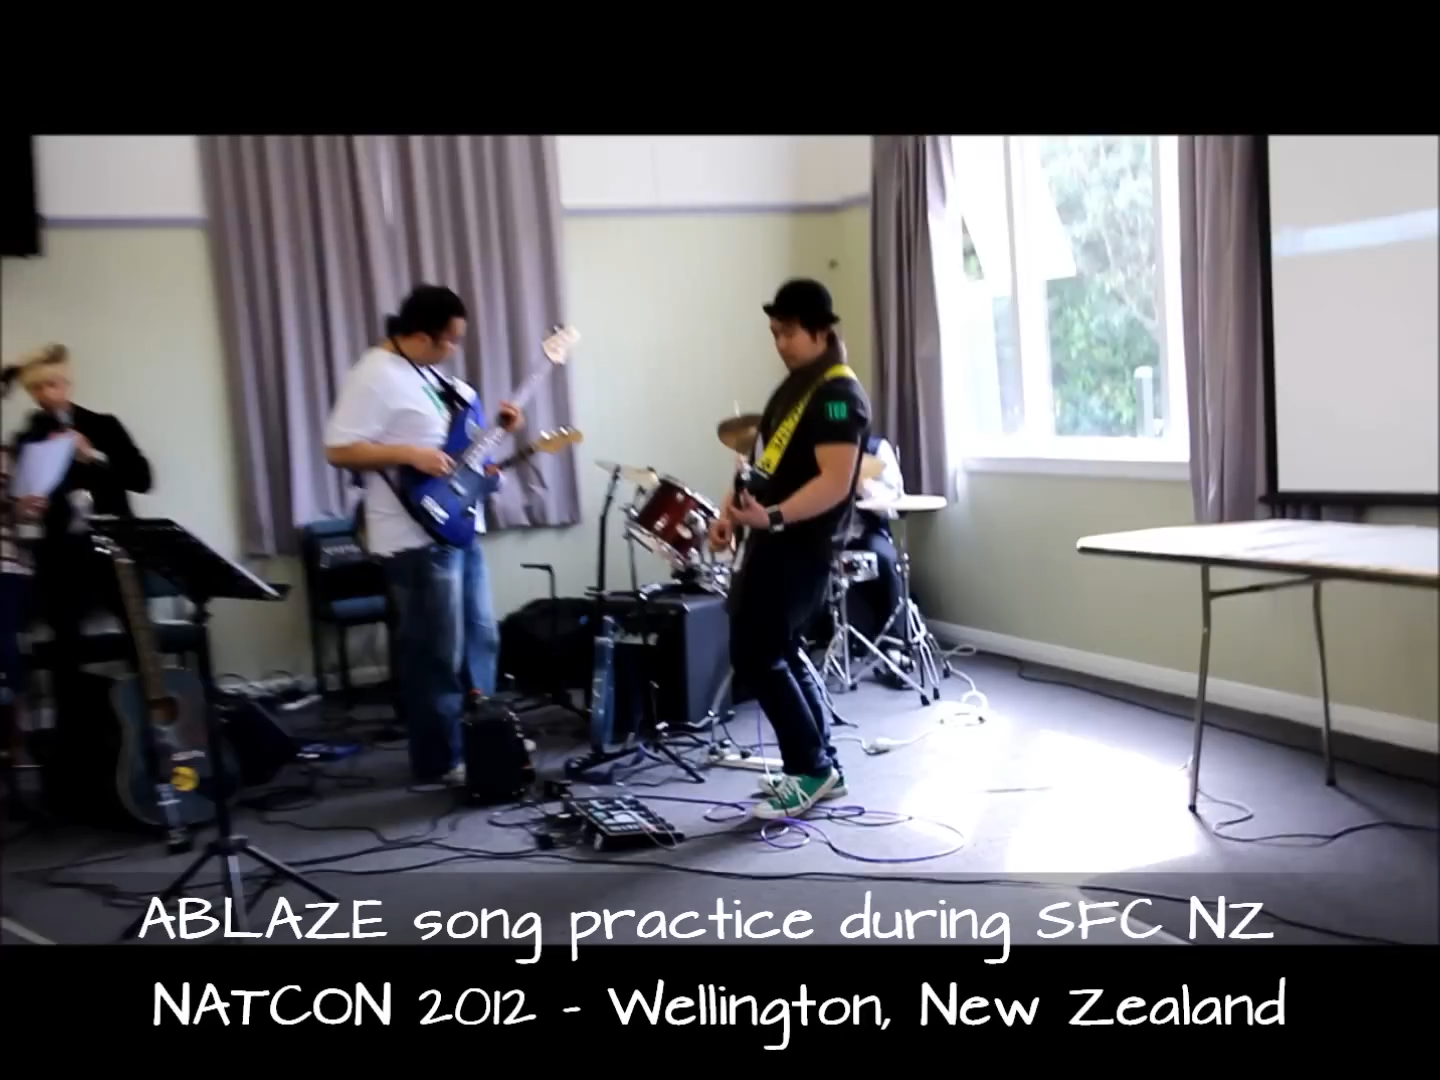 ABLAZE song practice during SFC NZ
NATCON 2012 - Wellington, New Zealand